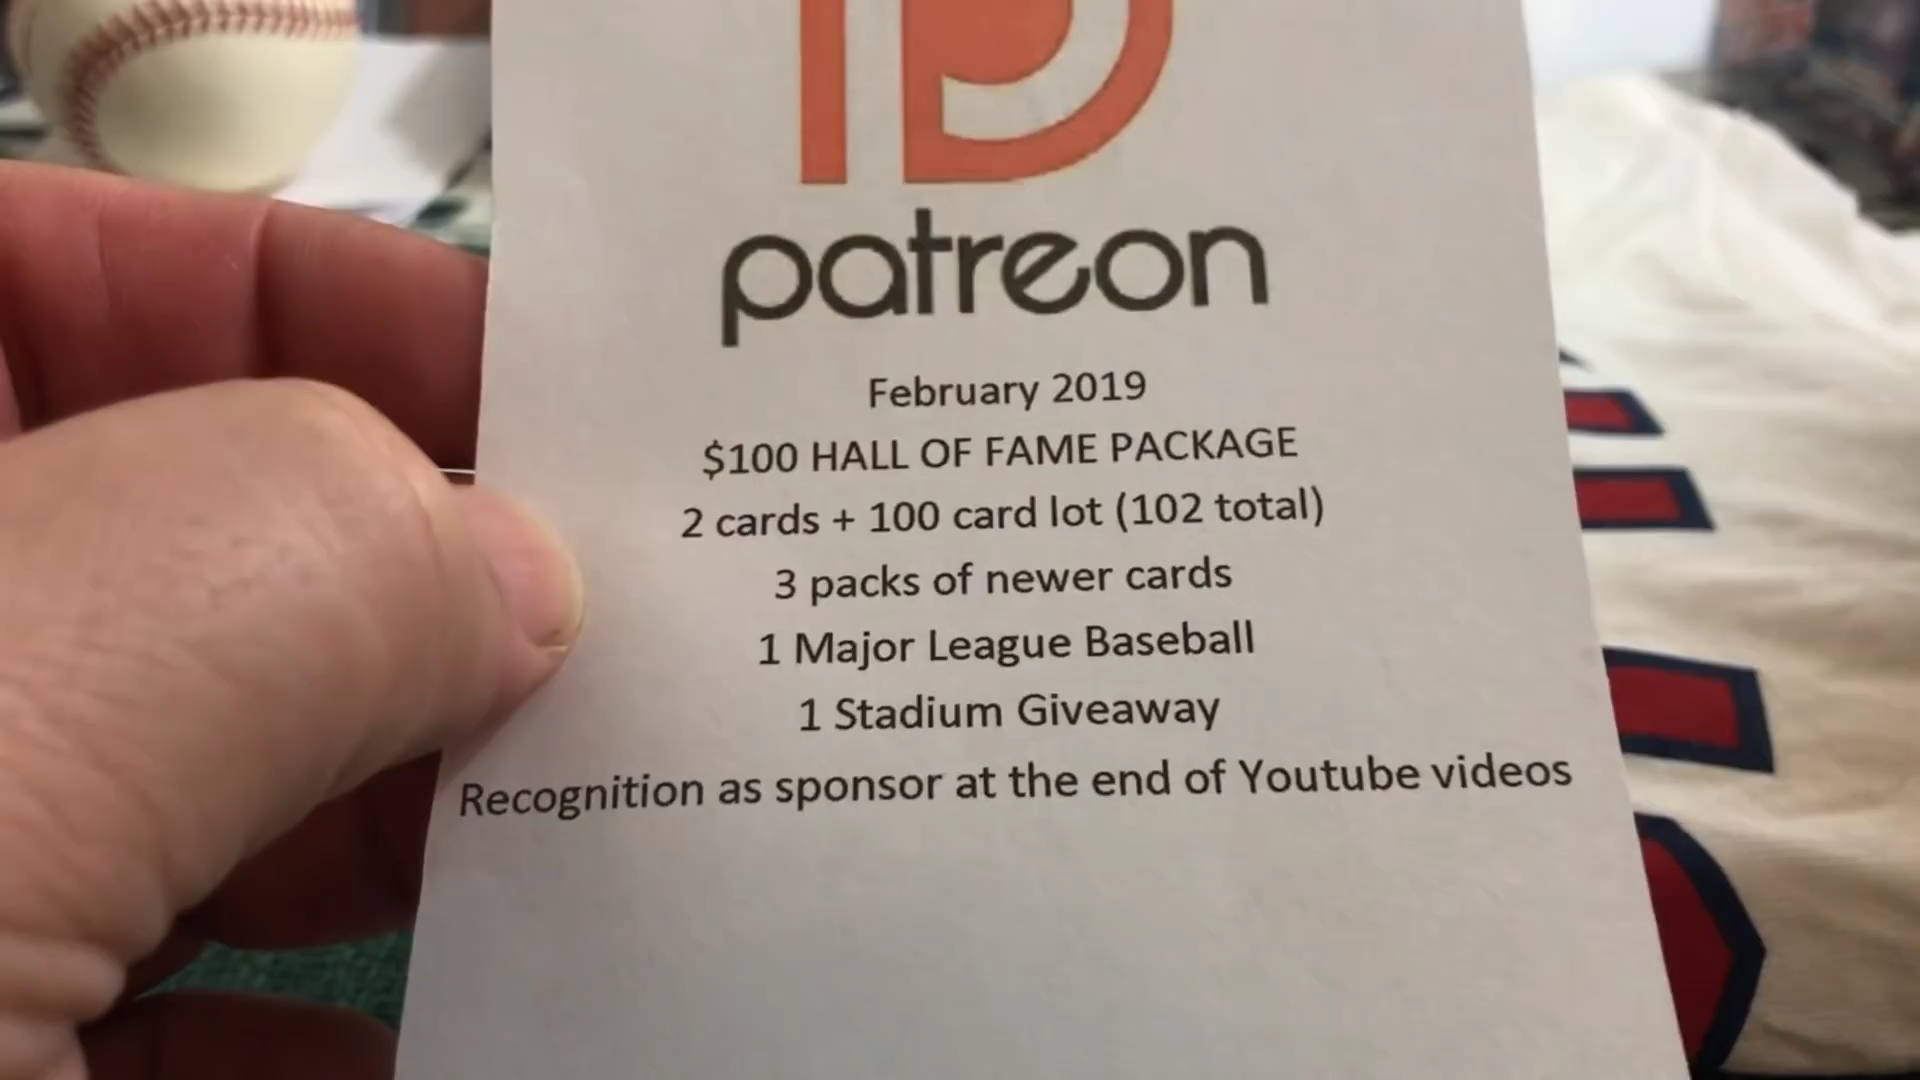 patreon
February 2019
$100 HALL OF FAME PACKAGE
2 cards + 100 card lot (102 total)
3 packs of newer cards
1 Major League Baseball
1 Stadium Giveaway
Recognition as sponsor at the end of Youtube videos